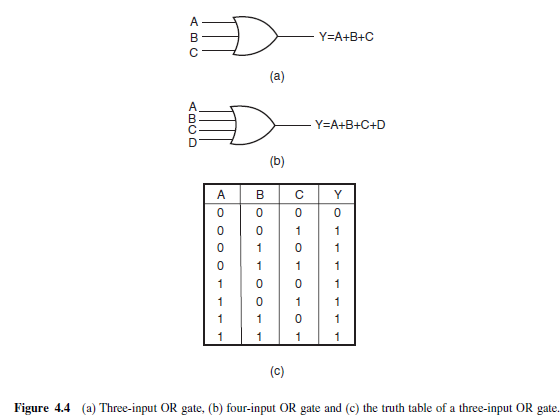 A
B
C
Y=A+B+C
(a)
A
B
C
D
Y=A+B+C+D
(b)
A B C Y
0 0 0 0
0 0 1 1
0 1 0 1
0 1 1 1
1 0 0 1
1 0 1 1
1 1 0 1
1 1 1 1
(c)
Figure 4.4 (a) Three-input OR gate, (b) four-input OR gate and (c) the truth table of a three-input OR gate.